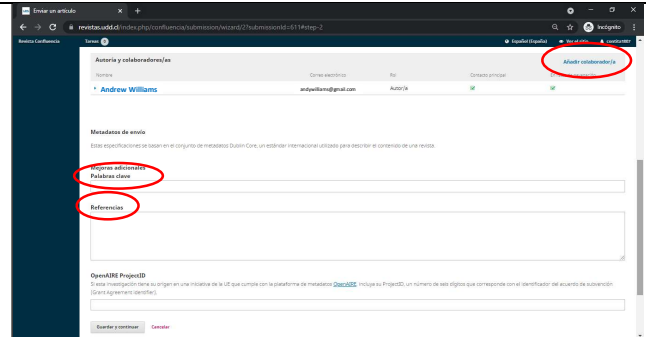 Enviar un artículo
revistas.udd.cl/index.php/confluencia/submission/wizard/2?submissionId=611#step-2
Incógnito
Revista Confluencia
Tareas 0
Español (España)
Ver el sitio
Autoría y colaboradores/as
Añadir colaborador/a
Nombre
Correo electrónico
Rol
Contacto principal
Andrew Williams
andywilliams@gmail.com
Autor/a
Metadatos de envío
Estas especificaciones se basan en el conjunto de metadatos Dublin Core, un estándar internacional utilizado para describir el contenido de una revista.
Mejoras adicionales
Palabras clave
Referencias
OpenAIRE ProjectID
Si esta investigación tiene su origen en una iniciativa de la UE que cumple con la plataforma de metadatos OpenAIRE, incluya su ProjectID, un número de seis dígitos que corresponde con el identificador del acuerdo de subvención
(Grant Agreement Identifier).
Guardar y continuar
Cancelar